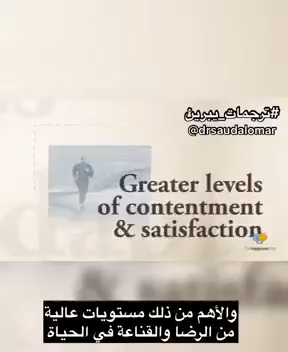 #ترجمات_يبرين
@drsaudalomar
Greater levels
of contentment
& satisfaction
والأهم من ذلك مستويات عالية
من الرضا والقناعة في الحياة